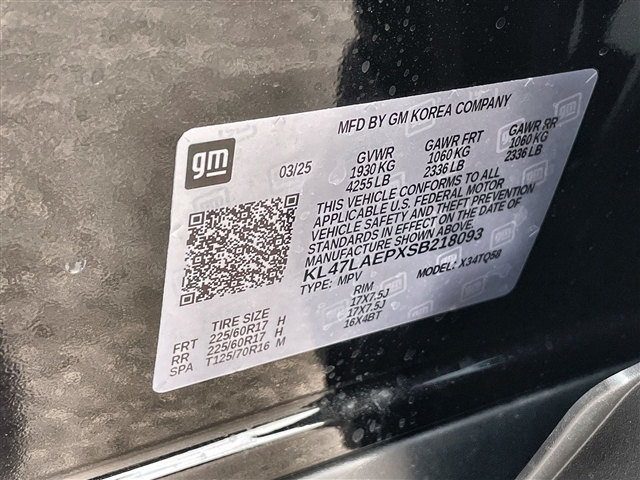 MFD BY GM KOREA COMPANY
gm
03/25
GVWR GAWR FRT GAWR RR
1930 KG 1060 KG 1060 KG
4255 LB 2336 LB 2336 LB
THIS VEHICLE CONFORMS TO ALL
APPLICABLE U.S. FEDERAL MOTOR
VEHICLE SAFETY AND THEFT PREVENTION
STANDARDS IN EFFECT ON THE DATE OF
MANUFACTURE SHOWN ABOVE.
KL47LAEPXSB218093
TYPE: MPV MODEL: X34TQ58
TIRE SIZE RIM
FRT 225/60R17 H 17X7.5J
RR 225/60R17 H 17X7.5J
SPA T125/70R16 M 16X4BT